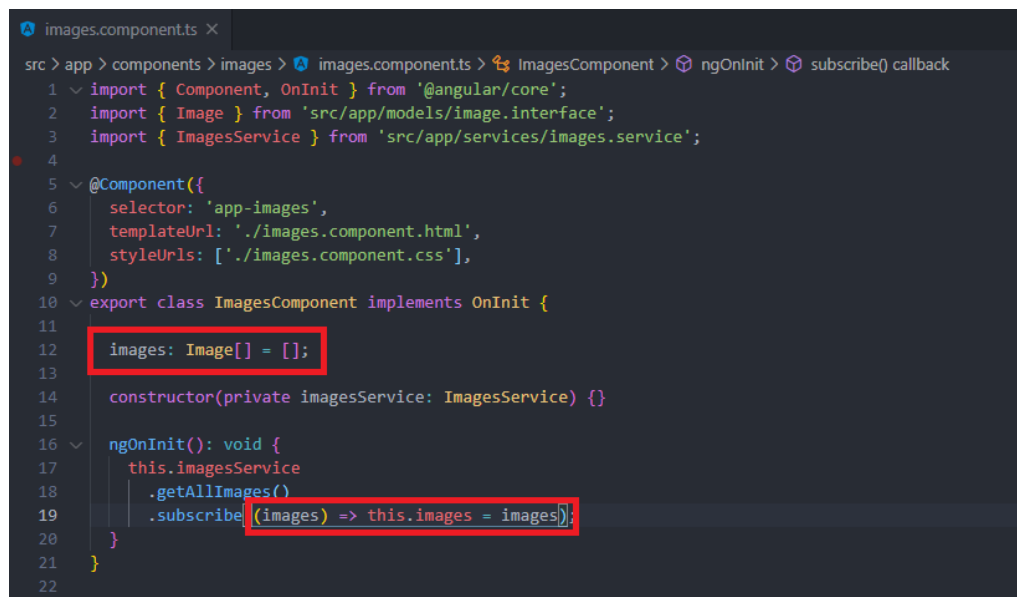 images.component.ts ×
src > app > components > images > images.component.ts > ImagesComponent > ngOnInit > subscribe() callback
1 import { Component, OnInit } from '@angular/core';
2 import { Image } from 'src/app/models/image.interface';
3 import { ImagesService } from 'src/app/services/images.service';
4
5 @Component({
6 selector: 'app-images',
7 templateUrl: './images.component.html',
8 styleUrls: ['./images.component.css'],
9 })
10 export class ImagesComponent implements OnInit {
11
12 images: Image[] = [];
13
14 constructor(private imagesService: ImagesService) {}
15
16 ngOnInit(): void {
17 this.imagesService
18 .getAllImages()
19 .subscribe((images) => this.images = images);
20 }
21 }
22